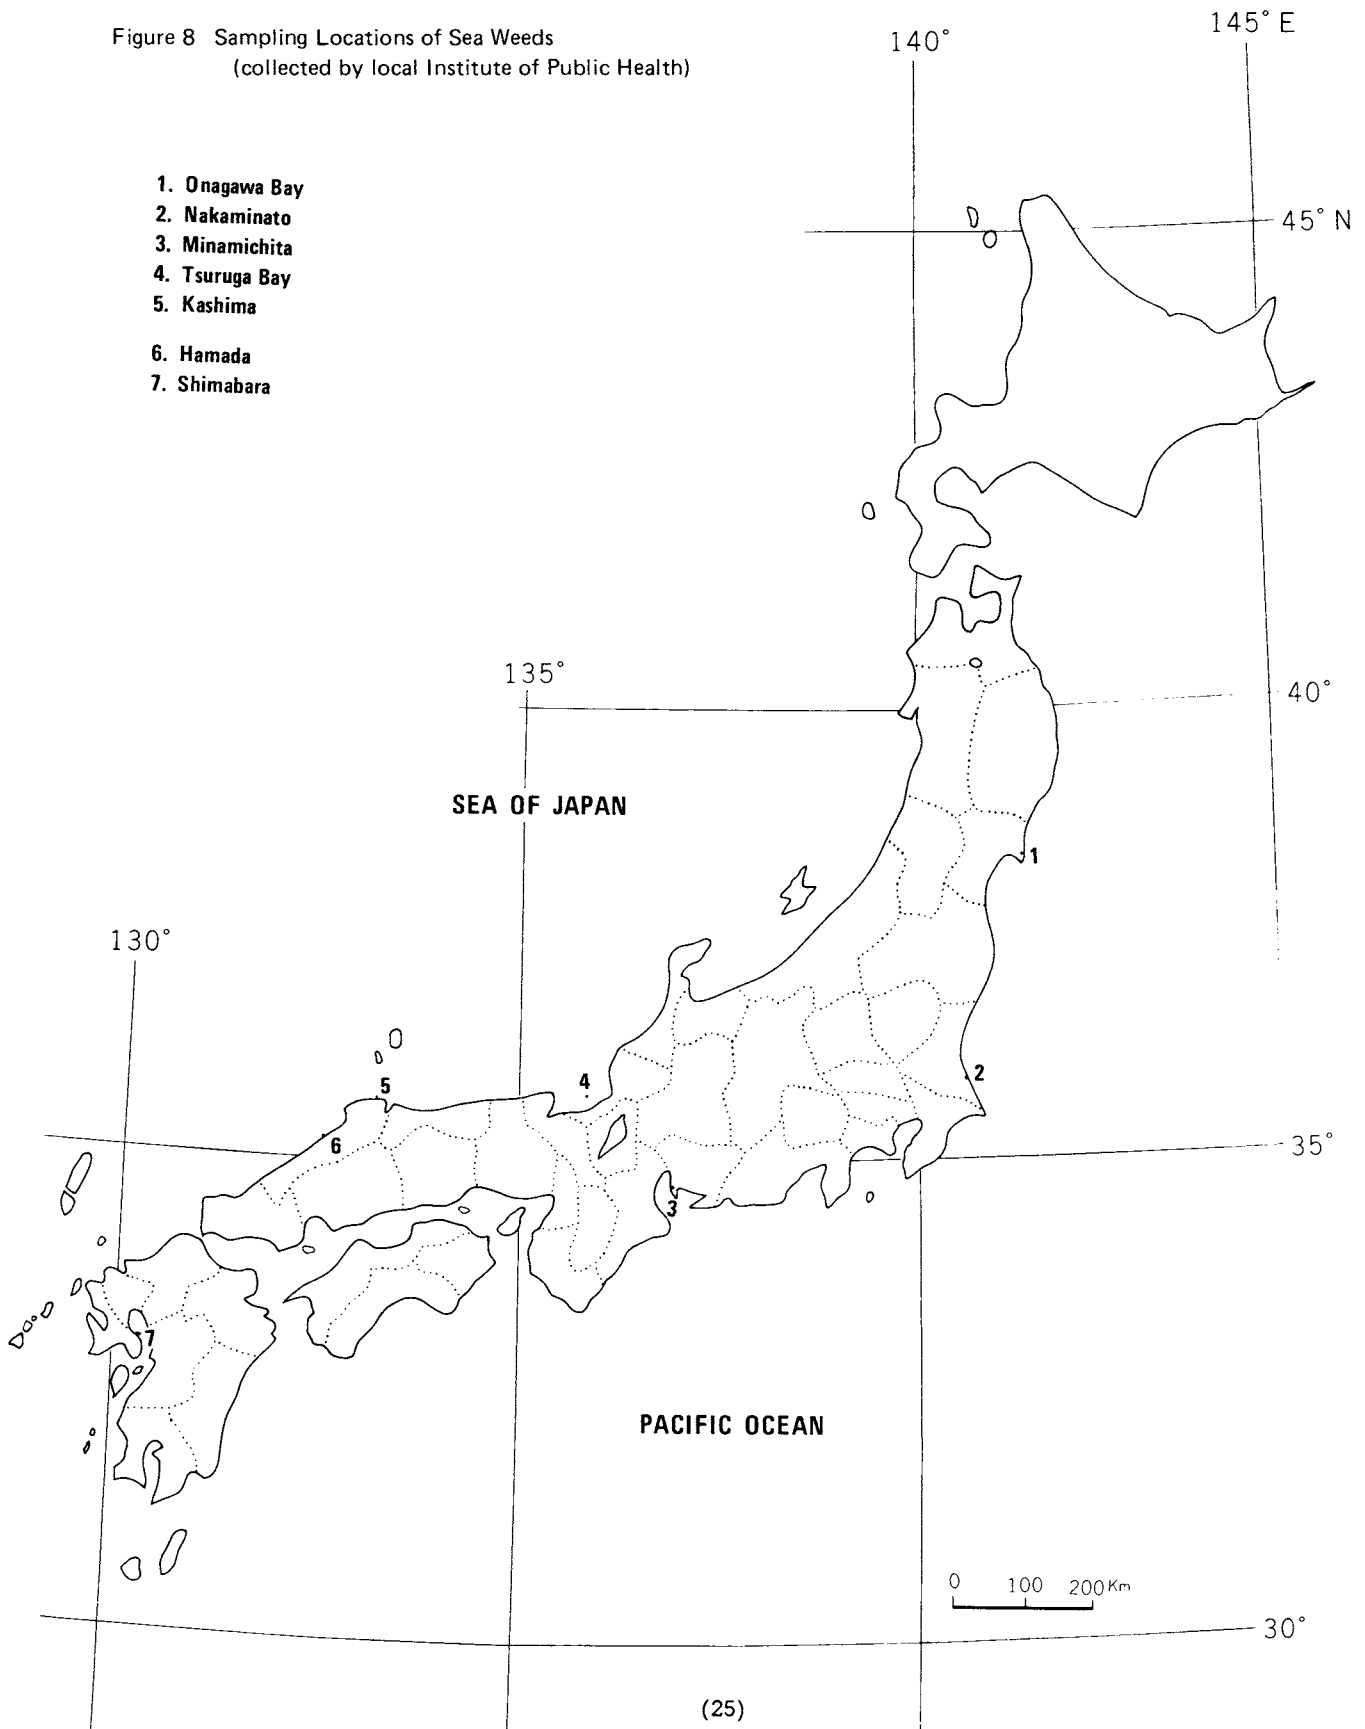 Figure 8 Sampling Locations of Sea Weeds
(collected by local Institute of Public Health)
140°
145° E
1. Onagawa Bay
2. Nakaminato
3. Minamichita
4. Tsuruga Bay
5. Kashima
6. Hamada
7. Shimabara
45° N
135°
40°
SEA OF JAPAN
1
130°
2
4
5
6
35°
3
7
PACIFIC OCEAN
0 100 200 Km
30°
(25)